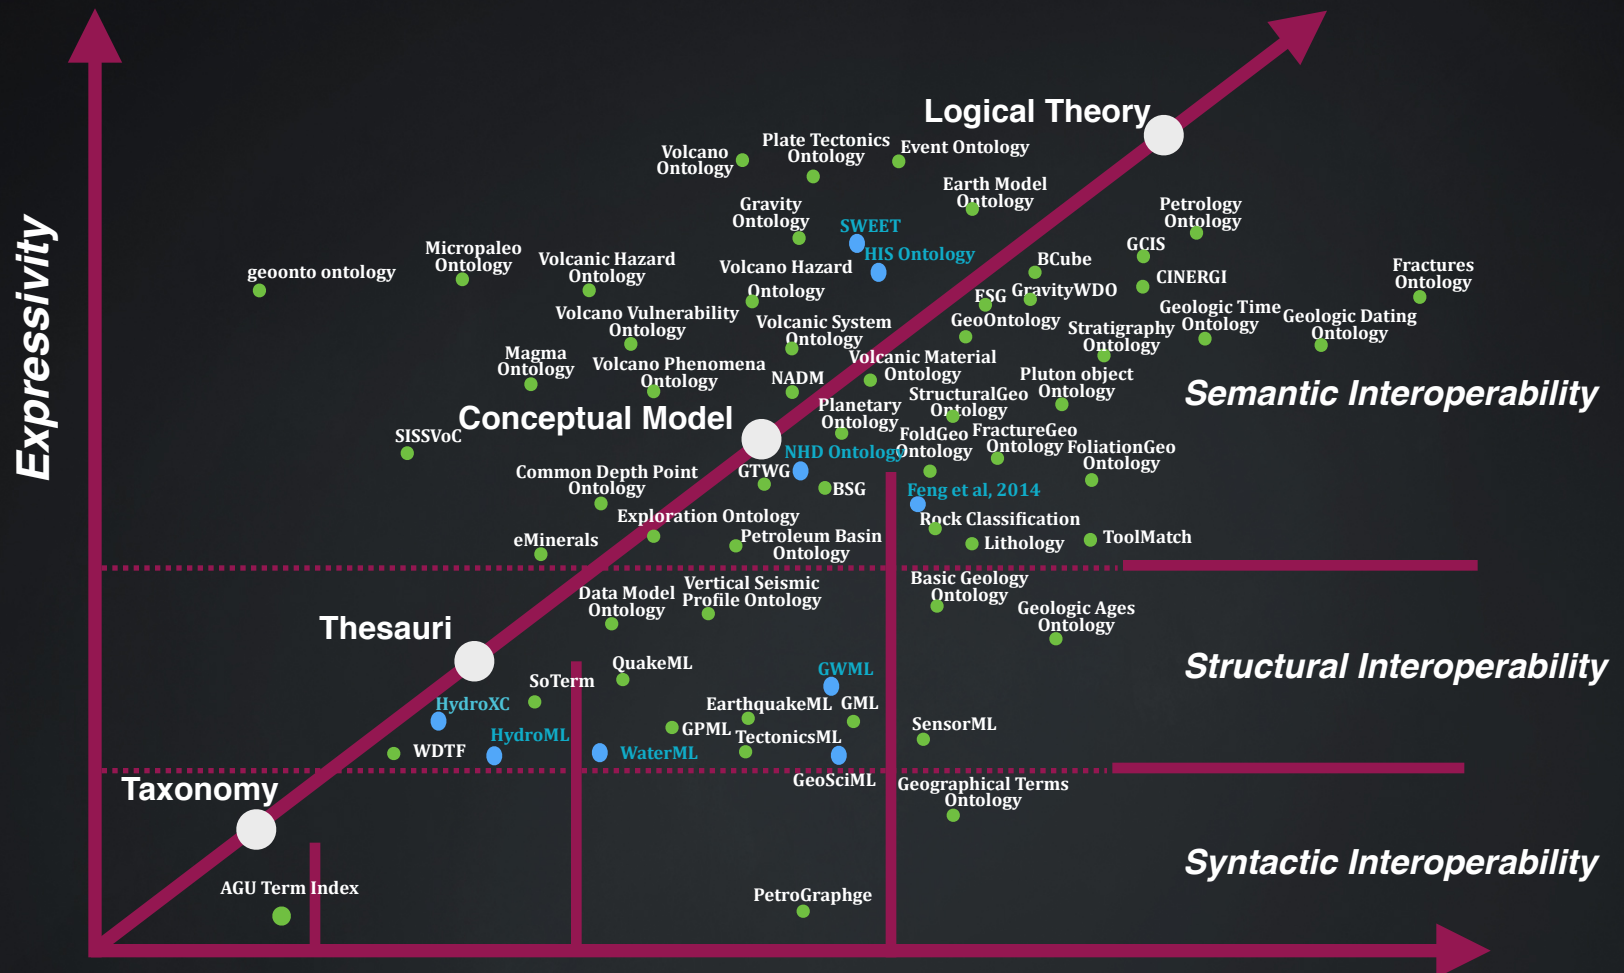 Logical Theory
Volcano
Ontology
Plate Tectonics
Ontology
Event Ontology
Earth Model
Ontology
Gravity
Ontology
SWEET
HIS Ontology
Petrology
Ontology
GCIS
BCube
CINERGI
Fractures
Ontology
geoonto ontology
Micropaleo
Ontology
Volcanic Hazard
Ontology
Volcano Hazard
Ontology
ESG
GravityWDO
GeoOntology
Geologic Time
Ontology
Geologic Dating
Ontology
Stratigraphy
Ontology
Volcano Vulnerability
Ontology
Volcanic System
Ontology
Magma
Ontology
Volcano Phenomena
Ontology
NADM
Volcanic Material
Ontology
Pluton object
Ontology
Semantic Interoperability
Expressivity
Conceptual Model
Planetary
Ontology
StructuralGeo
Ontology
SISSVoC
NHD Ontology
FoldGeo
Ontology
FractureGeo
Ontology
FoliationGeo
Ontology
Common Depth Point
Ontology
GTWG
BSG
Feng et al, 2014
Exploration Ontology
Rock Classification
eMinerals
Petroleum Basin
Ontology
Lithology
ToolMatch
Data Model
Ontology
Vertical Seismic
Profile Ontology
Basic Geology
Ontology
Geologic Ages
Ontology
Thesauri
QuakeML
GWML
Structural Interoperability
SoTerm
HydroXC
EarthquakeML
GML
HydroML
GPML
TectonicsML
SensorML
WDTF
WaterML
GeoSciML
Taxonomy
Geographical Terms
Ontology
Syntactic Interoperability
AGU Term Index
PetroGraphge